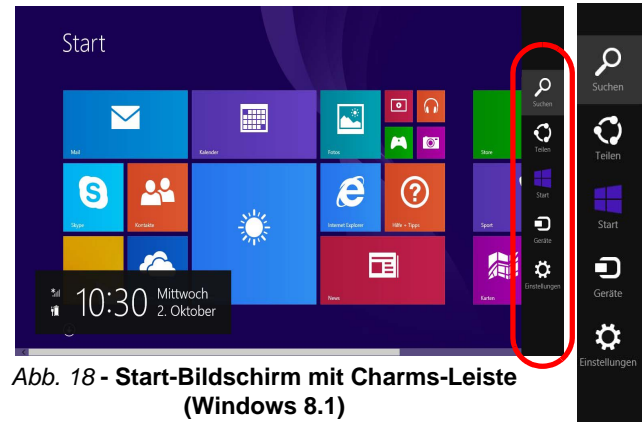 Start
Mail
Kalender
Fotos
Store
Skype
Kontakte
Internet Explorer
Hilfe + Tipps
Sport
News
Karten
10:30
Mittwoch
2. Oktober
Suchen
Teilen
Start
Geräte
Einstellungen
Suchen
Teilen
Start
Geräte
Einstellungen
Abb. 18 - Start-Bildschirm mit Charms-Leiste
(Windows 8.1)